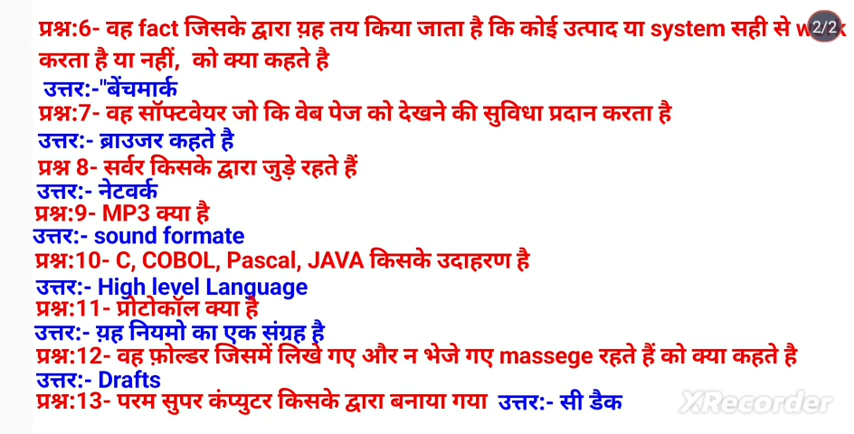 प्रश्न:6- वह fact जिसके द्वारा य़ह तय किया जाता है कि कोई उत्पाद या system सही से
2/2
करता है या नहीं, को क्या कहते है
उत्तर:-"बेंचमार्क
प्रश्न:7- वह सॉफ्टवेयर जो कि वेब पेज को देखने की सुविधा प्रदान करता है
उत्तर:- ब्राउजर कहते है
प्रश्न 8- सर्वर किसके द्वारा जुड़े रहते हैं
उत्तर:- नेटवर्क
प्रश्न:9- MP3 क्या है
उत्तर:- sound formate
प्रश्न:10- C, COBOL, Pascal, JAVA किसके उदाहरण है
उत्तर:- High level Language
प्रश्न:11- प्रोटोकॉल क्या है
उत्तर:- य़ह नियमो का एक संग्रह है
प्रश्न:12- वह फ़ोल्डर जिसमें लिखे गए और न भेजे गए massege रहते हैं को क्या कहते है
उत्तर:- Drafts
प्रश्न:13- परम सुपर कंप्युटर किसके द्वारा बनाया गया उत्तर:- सी डैक
XRecorder